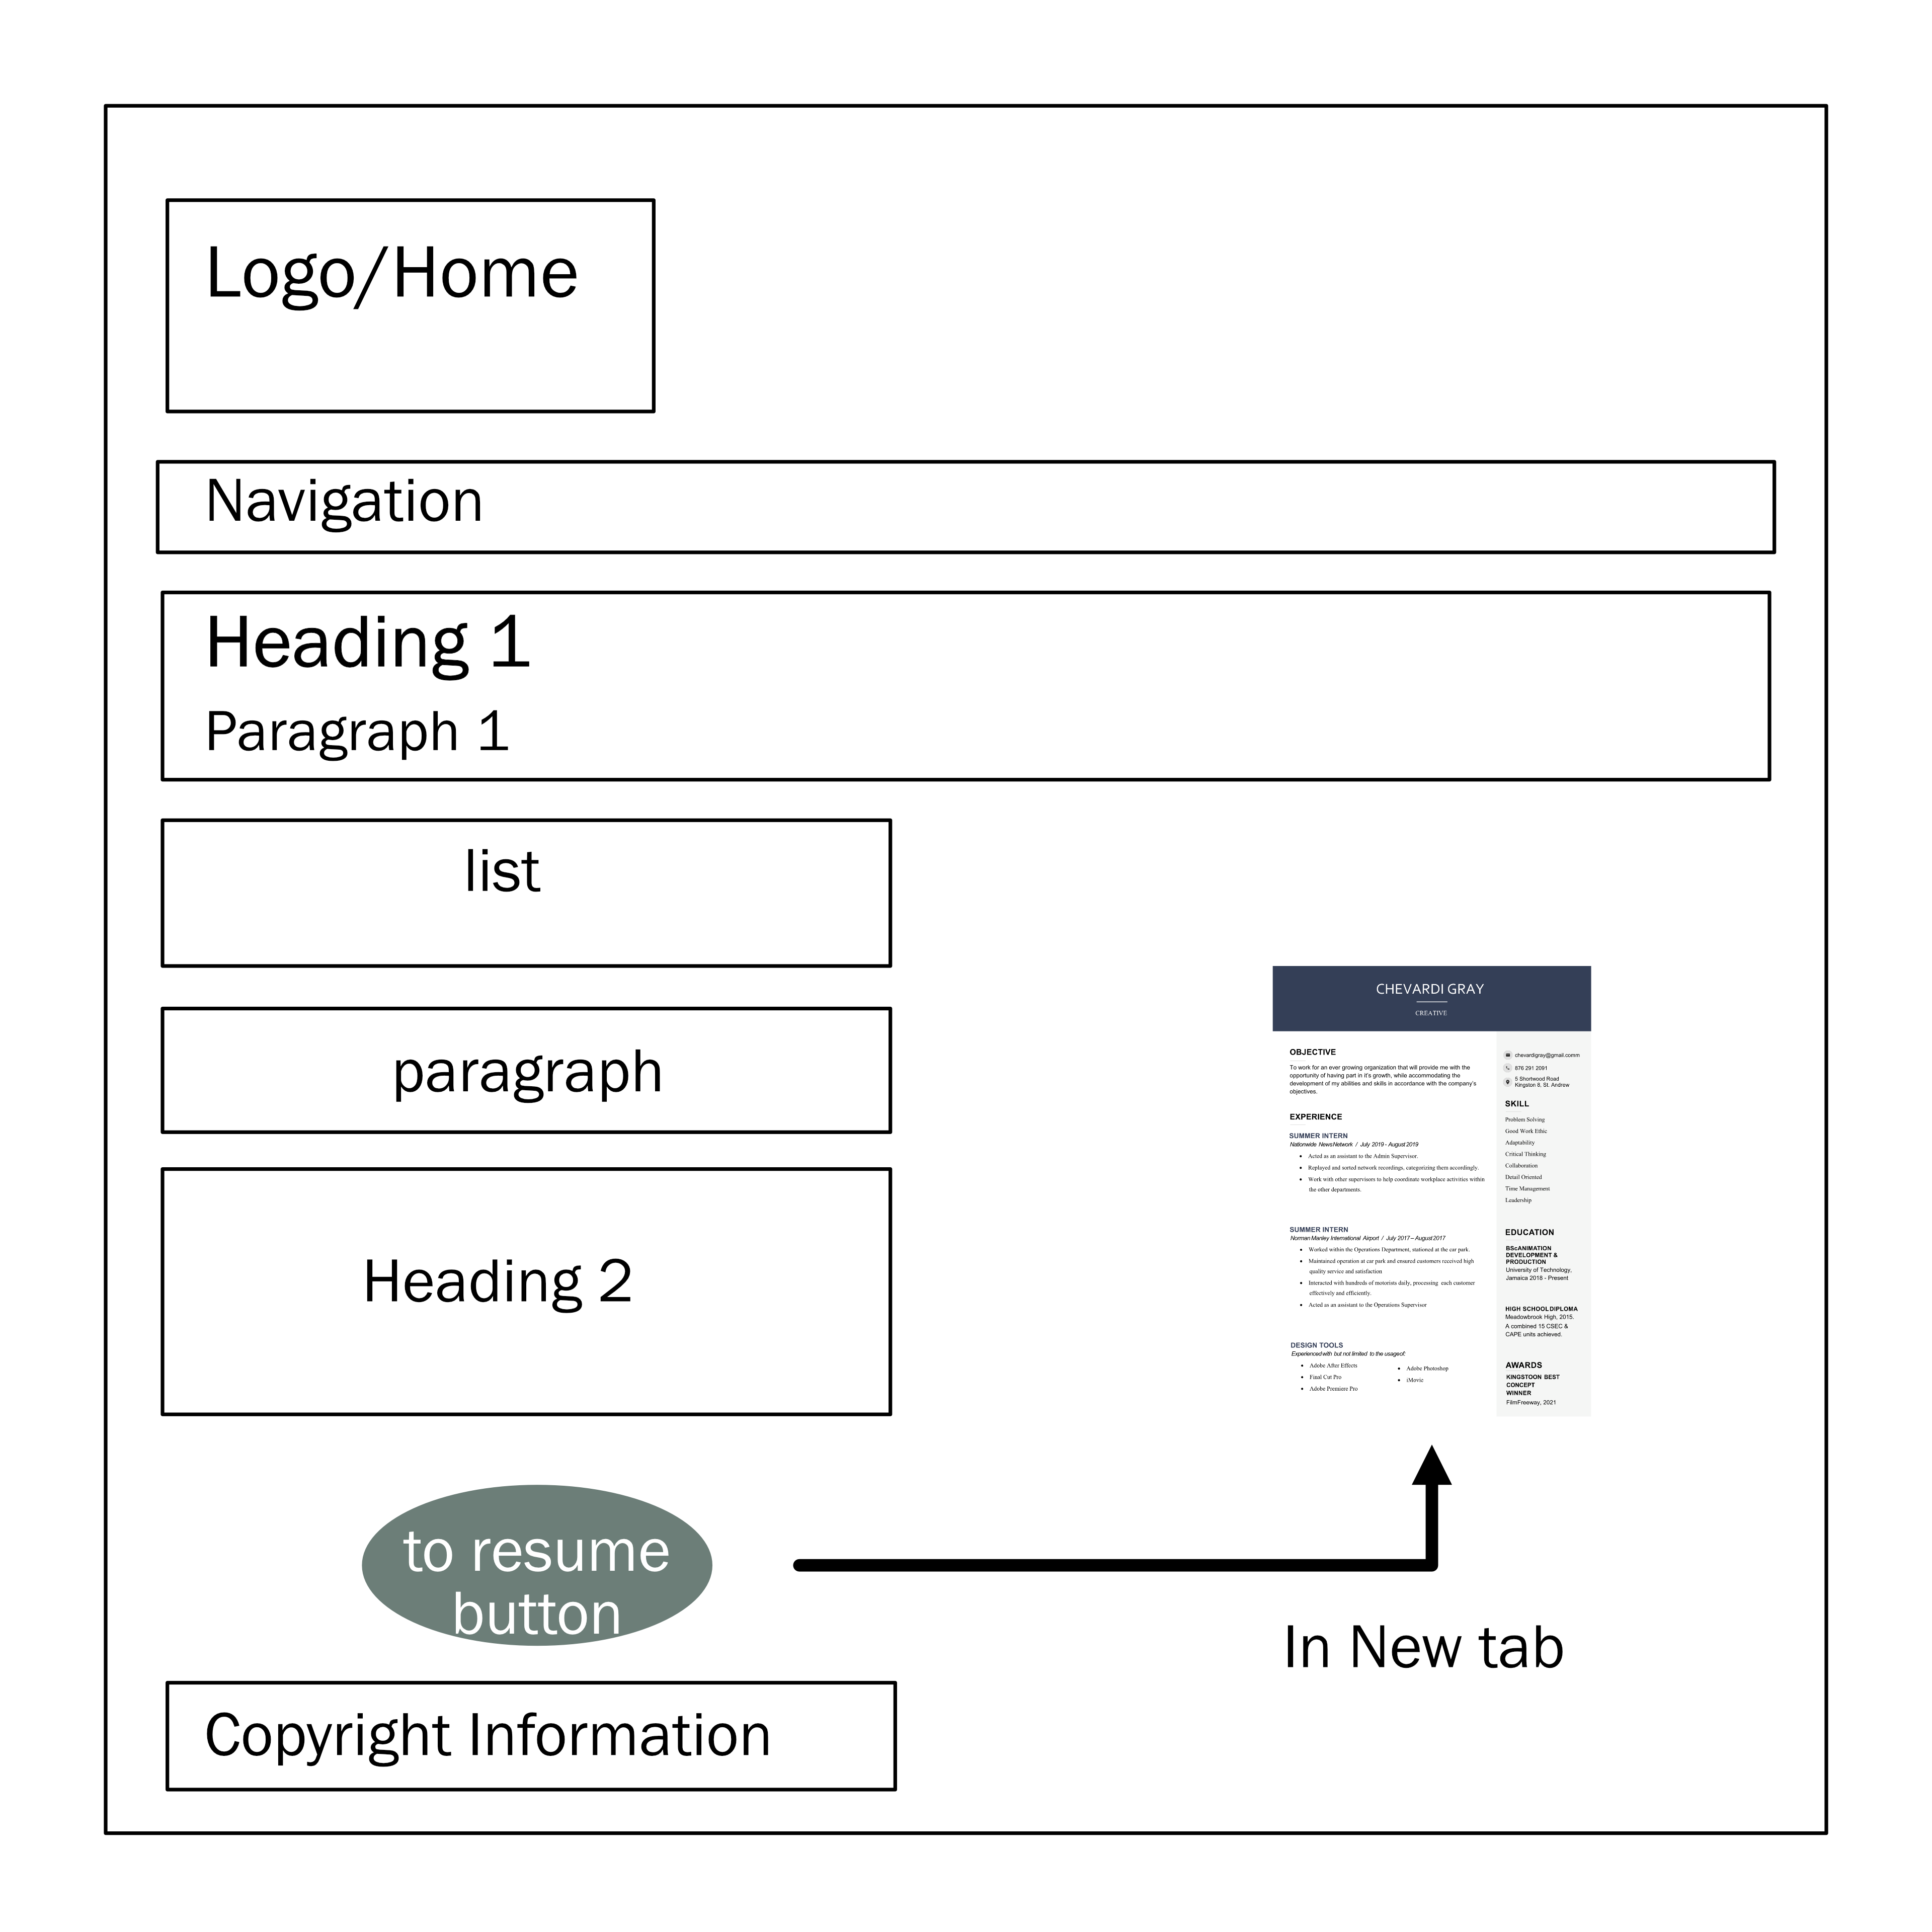 Logo/Home
Navigation
Heading 1
Paragraph 1
list
paragraph
Heading 2
to resume
button
Copyright Information
CHEVARDI GRAY
CREATIVE
OBJECTIVE
To work for an ever growing organization that will provide me with the
opportunity of having part in it's growth, while accommodating the
development of my abilities and skills in accordance with the company's
objectives.
EXPERIENCE
SUMMER INTERN
Nationwide NewsNetwork / July 2019 - August 2019
• Acted as an assistant to the Admin Supervisor.
• Replayed and sorted network recordings, categorizing them accordingly.
• Work with other supervisors to help coordinate workplace activities within
the other departments.
SUMMER INTERN
Norman Manley International Airport / July 2017 – August 2017
• Worked within the Operations Department, stationed at the car park.
• Maintained operation at car park and ensured customers received high
quality service and satisfaction
• Interacted with hundreds of motorists daily, processing each customer
effectively and efficiently.
• Acted as an assistant to the Operations Supervisor
DESIGN TOOLS
Experienced with but not limited to the usage of:
• Adobe After Effects
• Final Cut Pro
• Adobe Premiere Pro
• Adobe Photoshop
• iMovie
chevardigray@gmail.comm
876 291 2091
5 Shortwood Road
Kingston 8, St. Andrew
SKILL
Problem Solving
Good Work Ethic
Adaptability
Critical Thinking
Collaboration
Detail Oriented
Time Management
Leadership
EDUCATION
BScANIMATION
DEVELOPMENT &
PRODUCTION
University of Technology,
Jamaica 2018 - Present
HIGH SCHOOL DIPLOMA
Meadowbrook High, 2015.
A combined 15 CSEC &
CAPE units achieved.
AWARDS
KINGSTOON BEST
CONCEPT
WINNER
FilmFreeway, 2021
In New tab